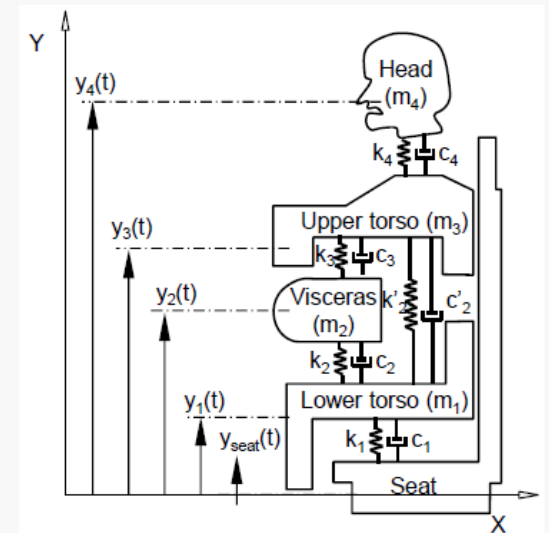 Y
y₄(t)
Head
(m₄)
k₄
c₄
y₃(t)
Upper torso (m₃)
k₃
c₃
y₂(t)
Visceras
(m₂)
k'₂
c'₂
k₂
c₂
y₁(t)
Lower torso (m₁)
yseat(t)
k₁
c₁
Seat
X